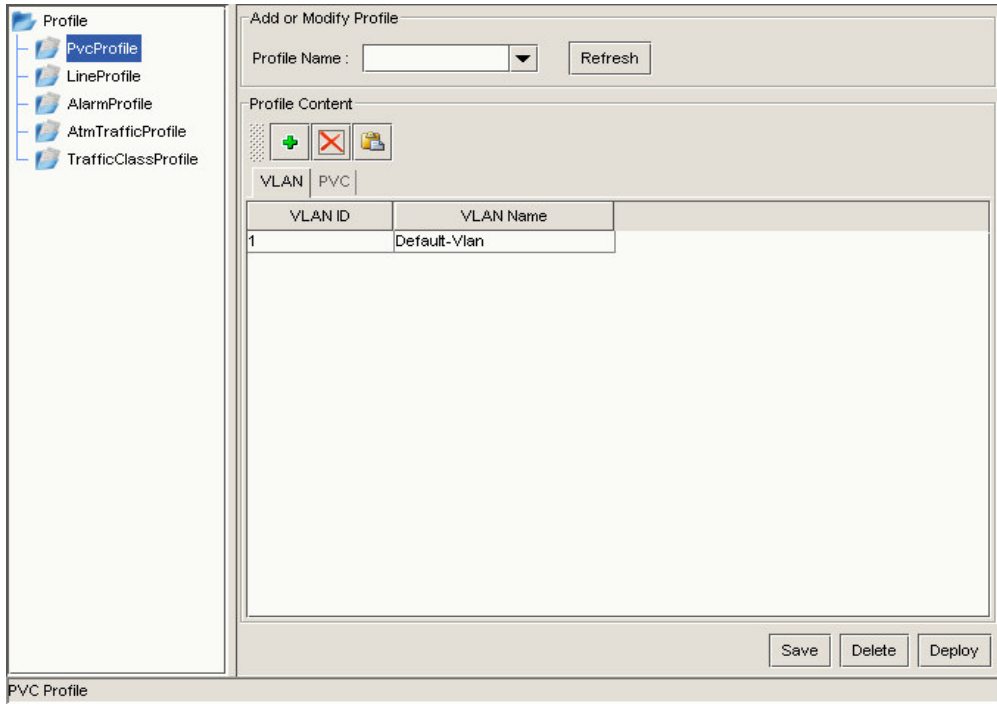 Profile
PvcProfile
LineProfile
AlarmProfile
AtmTrafficProfile
TrafficClassProfile
Add or Modify Profile
Profile Name :
Refresh
Profile Content
VLAN PVC
VLAN ID VLAN Name
1 Default-Vlan
Save Delete Deploy
PVC Profile